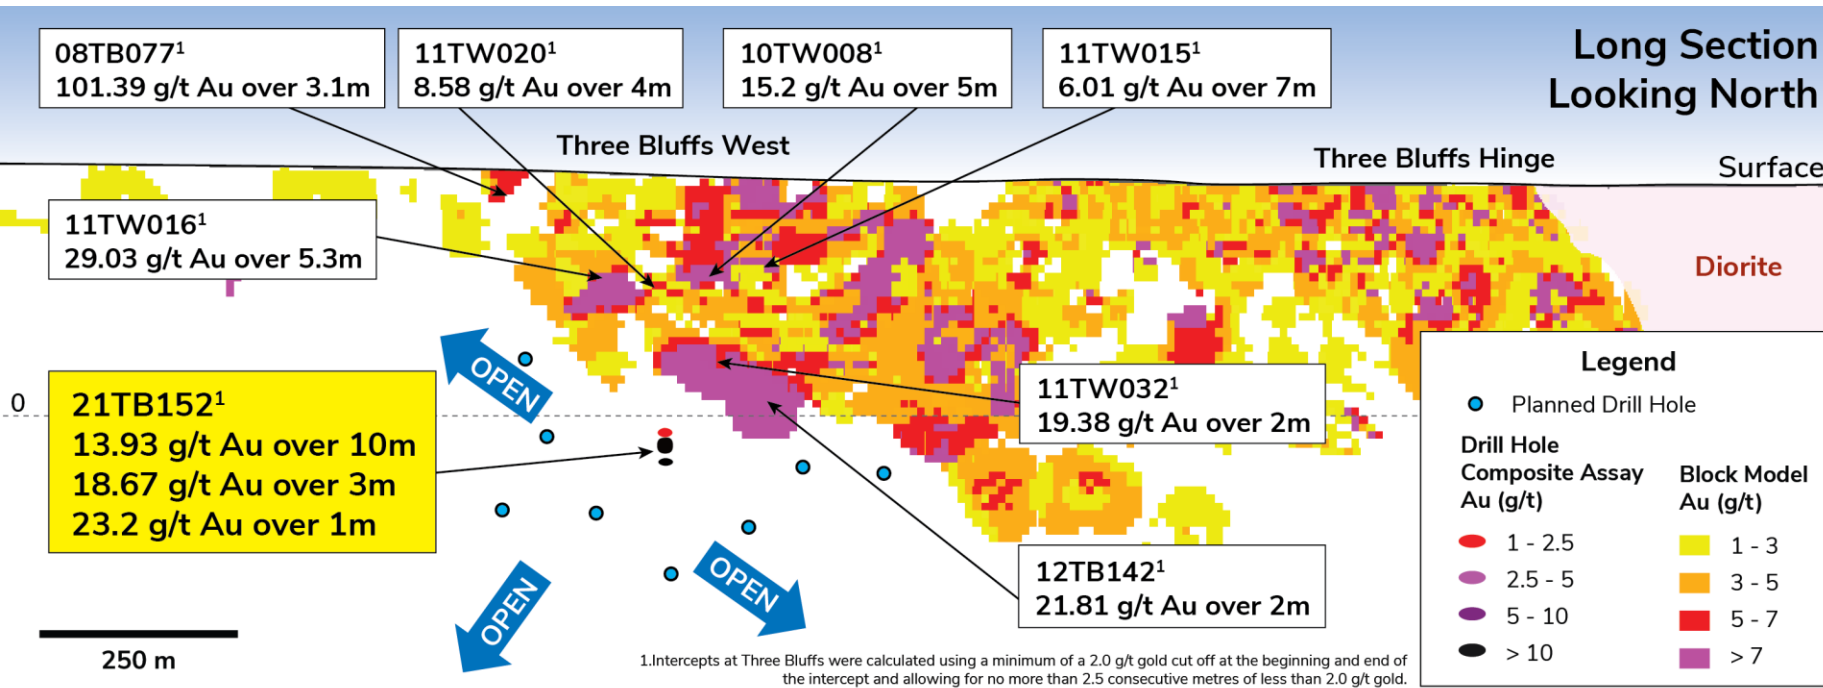 Long Section
Looking North
08TB077¹
101.39 g/t Au over 3.1m
11TW020¹
8.58 g/t Au over 4m
10TW008¹
15.2 g/t Au over 5m
11TW015¹
6.01 g/t Au over 7m
Three Bluffs West
Three Bluffs Hinge
Surface
11TW016¹
29.03 g/t Au over 5.3m
Diorite
OPEN
0
21TB152¹
13.93 g/t Au over 10m
18.67 g/t Au over 3m
23.2 g/t Au over 1m
11TW032¹
19.38 g/t Au over 2m
12TB142¹
21.81 g/t Au over 2m
OPEN
OPEN
250 m
Legend
Planned Drill Hole
Drill Hole
Composite Assay
Au (g/t)
1 - 2.5
2.5 - 5
5 - 10
> 10
Block Model
Au (g/t)
1 - 3
3 - 5
5 - 7
> 7
1.Intercepts at Three Bluffs were calculated using a minimum of a 2.0 g/t gold cut off at the beginning and end of
the intercept and allowing for no more than 2.5 consecutive metres of less than 2.0 g/t gold.